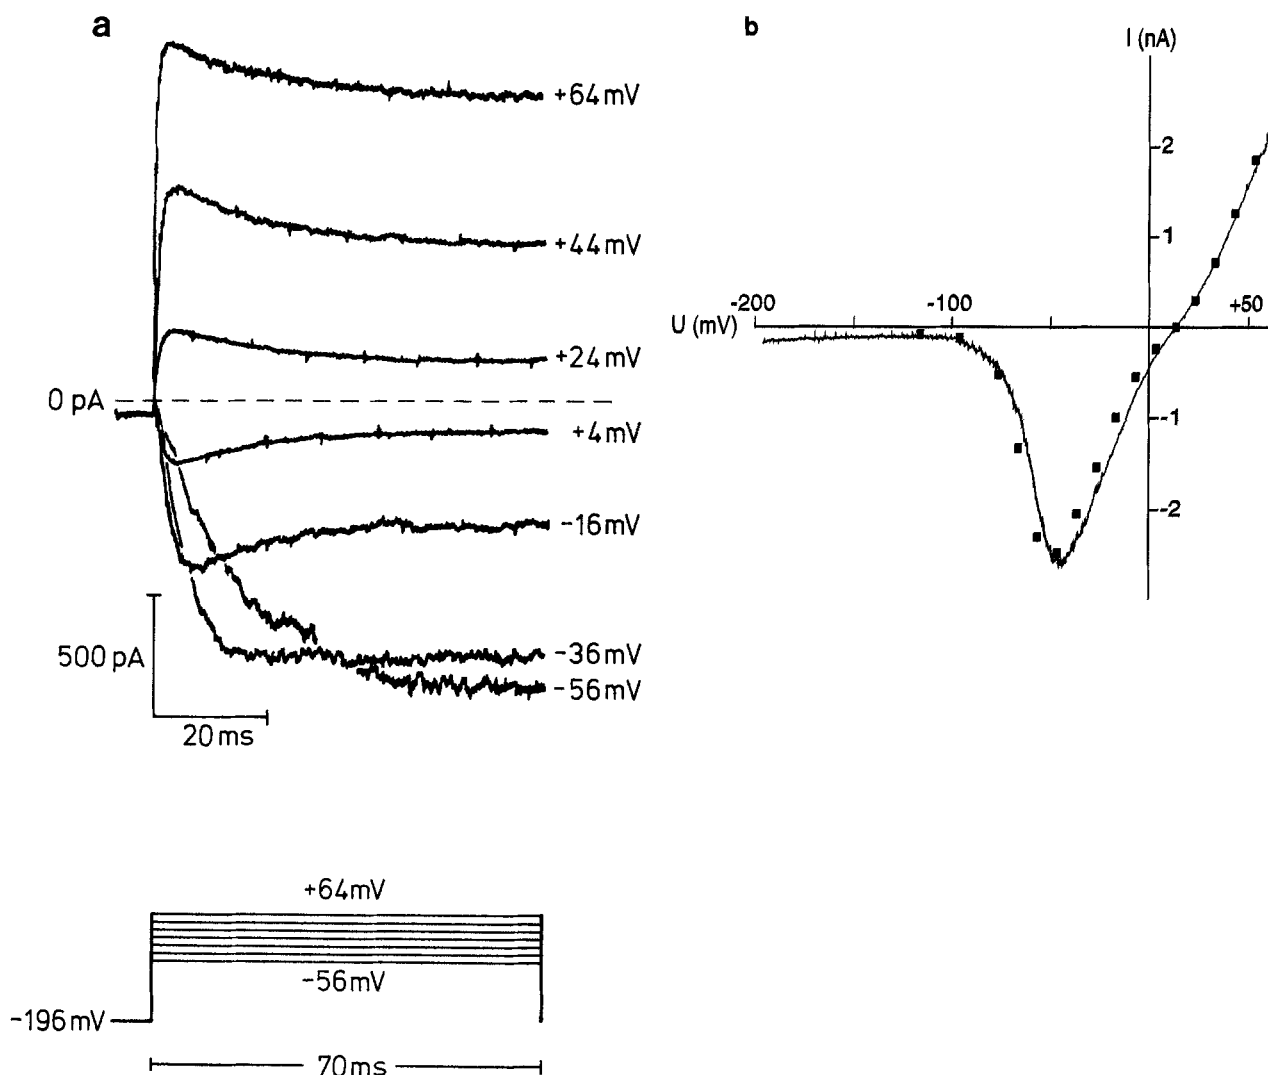 a
+64mV
+44mV
+24mV
0 pA
+4mV
-16mV
-36mV
-56mV
500 pA
20ms
+64mV
-56mV
-196mV
70ms
b
I (nA)
2
1
-200
-100
+50
U (mV)
-1
-2